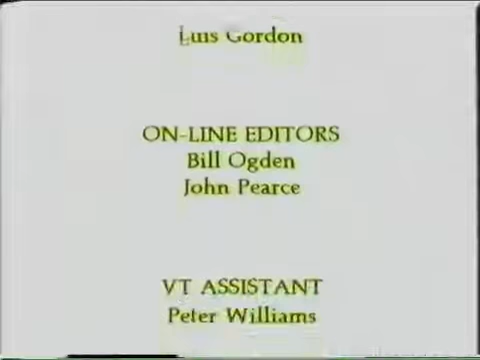 Luis Gordon
ON-LINE EDITORS
Bill Ogden
John Pearce
VT ASSISTANT
Peter Williams